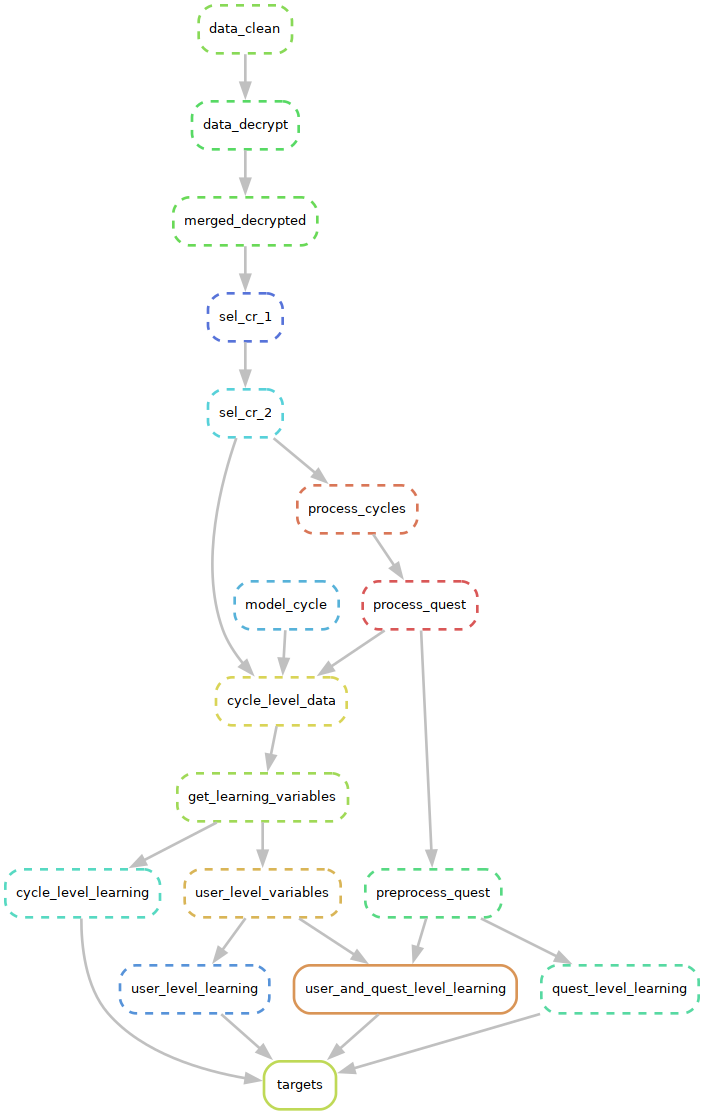 data_clean
data_decrypt
merged_decrypted
sel_cr_1
sel_cr_2
process_cycles
model_cycle
process_quest
cycle_level_data
get_learning_variables
cycle_level_learning
user_level_variables
preprocess_quest
user_level_learning
user_and_quest_level_learning
quest_level_learning
targets